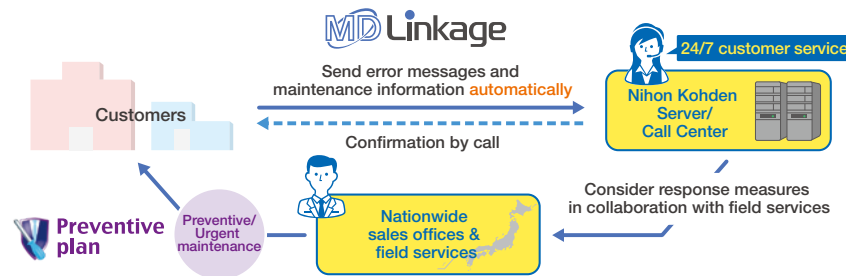 MD Linkage
24/7 customer service
Send error messages and
maintenance information automatically
Customers
Nihon Kohden
Server/
Call Center
Confirmation by call
Consider response measures
in collaboration with field services
Preventive
plan
Preventive/
Urgent
maintenance
Nationwide
sales offices &
field services